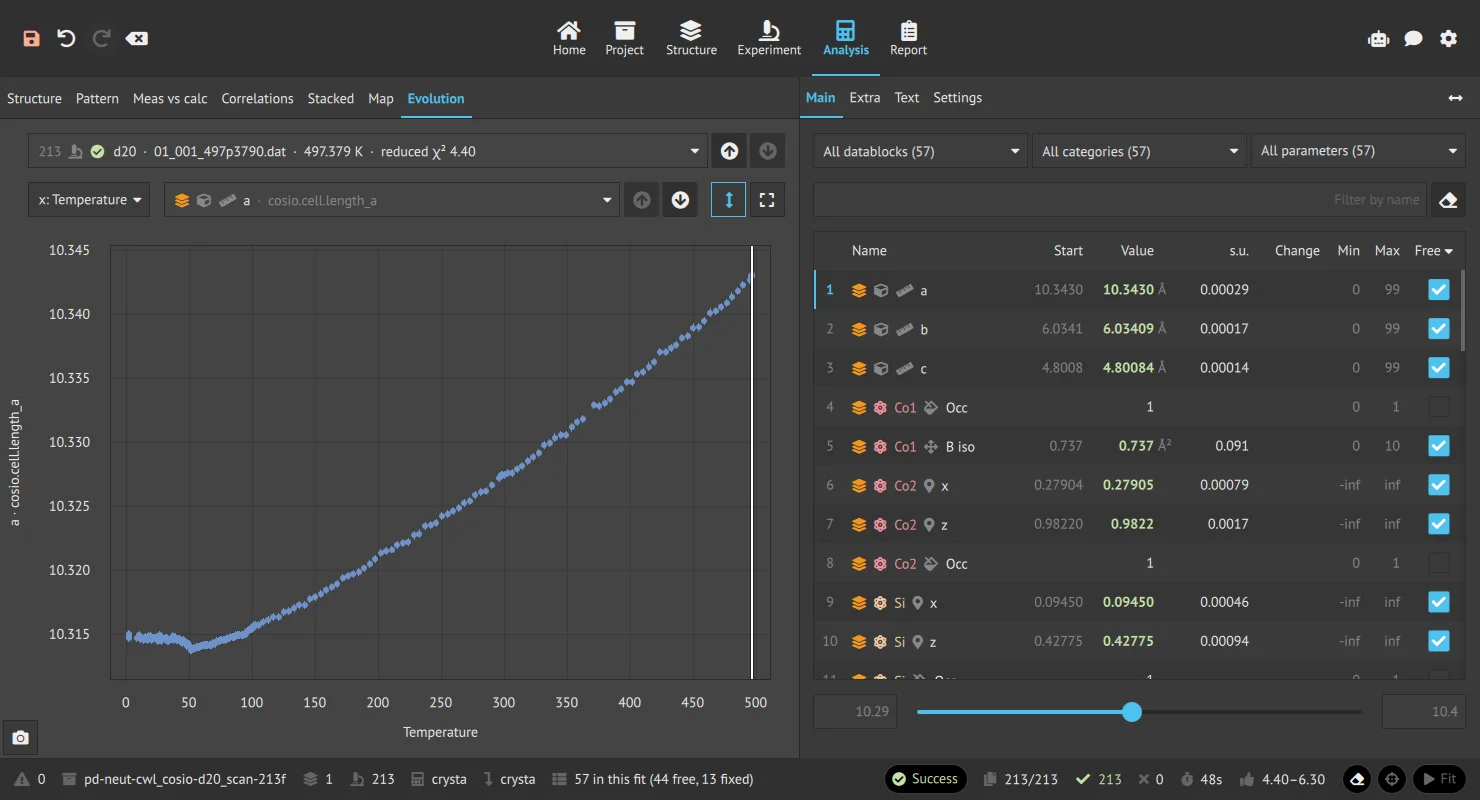 Home Project Structure Experiment Analysis Report
Structure Pattern Meas vs calc Correlations Stacked Map Evolution
Main Extra Text Settings
213 d20 · 01_001_497p3790.dat · 497.379 K · reduced χ² 4.40
All datablocks (57) All categories (57) All parameters (57)
x: Temperature a · cosio.cell.length_a
Filter by name
10.345
10.340
10.335
10.330
10.325
10.320
10.315
a · cosio.cell.length_a
0 50 100 150 200 250 300 350 400 450 500
Temperature
Name Start Value s.u. Change Min Max Free
1 a 10.3430 10.3430 Å 0.00029 0 99
2 b 6.0341 6.03409 Å 0.00017 0 99
3 c 4.8008 4.80084 Å 0.00014 0 99
4 Co1 Occ 1 0 1
5 Co1 B iso 0.737 0.737 Å² 0.091 0 10
6 Co2 x 0.27904 0.27905 0.00079 -inf inf
7 Co2 z 0.98220 0.9822 0.0017 -inf inf
8 Co2 Occ 1 0 1
9 Si x 0.09450 0.09450 0.00046 -inf inf
10 Si z 0.42775 0.42775 0.00094 -inf inf
11 Si Occ 1
10.29 10.4
0 pd-neut-cwl_cosio-d20_scan-213f 1 213 crysta crysta 57 in this fit (44 free, 13 fixed)
Success 213/213 213 0 48s 4.40–6.30 Fit